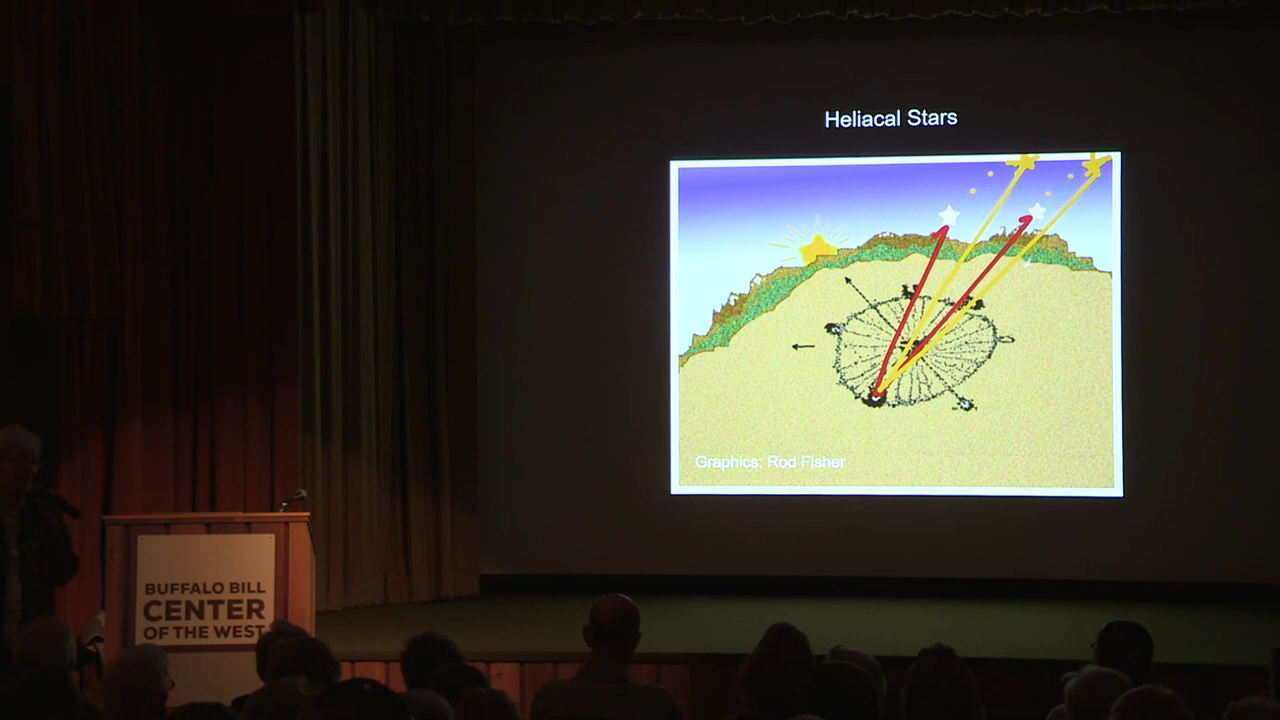 Heliacal Stars
Graphics: Rod Fisher
BUFFALO BILL
CENTER
OF THE WEST